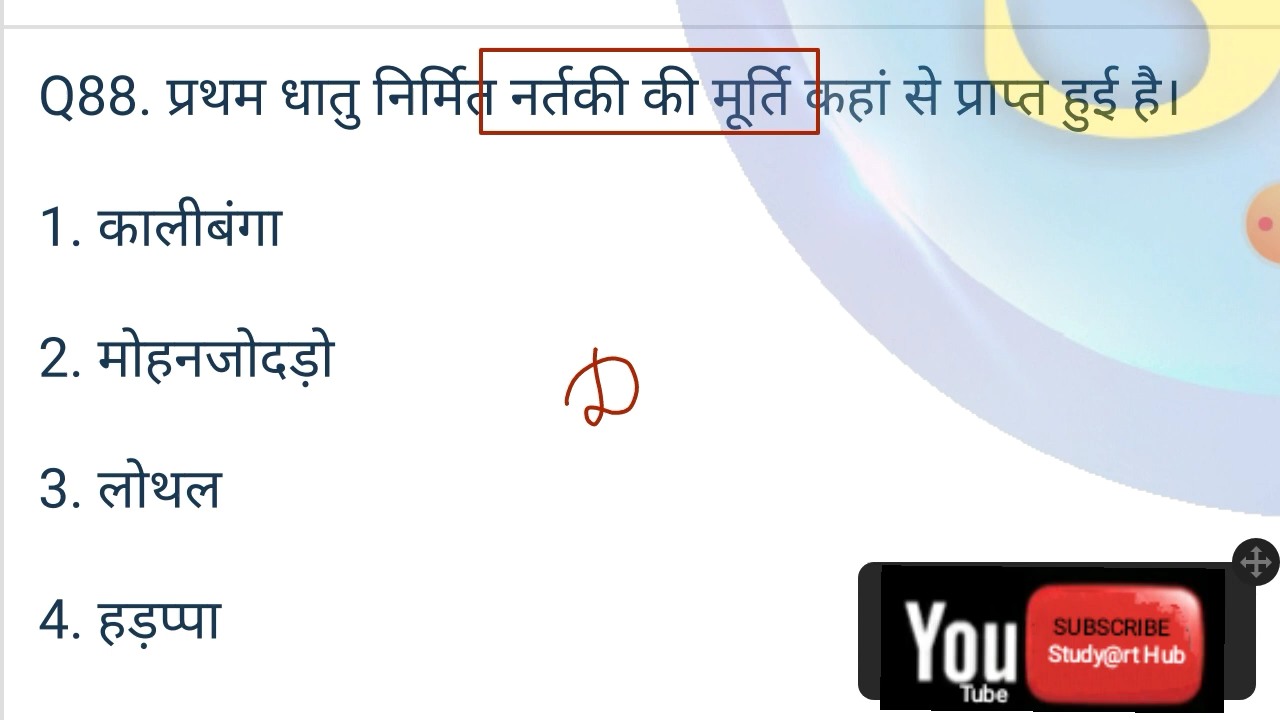 Q88. प्रथम धातु निर्मित नर्तकी की मूर्ति कहां से प्राप्त हुई है।
1. कालीबंगा
2. मोहनजोदड़ो
D
3. लोथल
4. हड़प्पा
You
Tube
SUBSCRIBE
Study@rt Hub